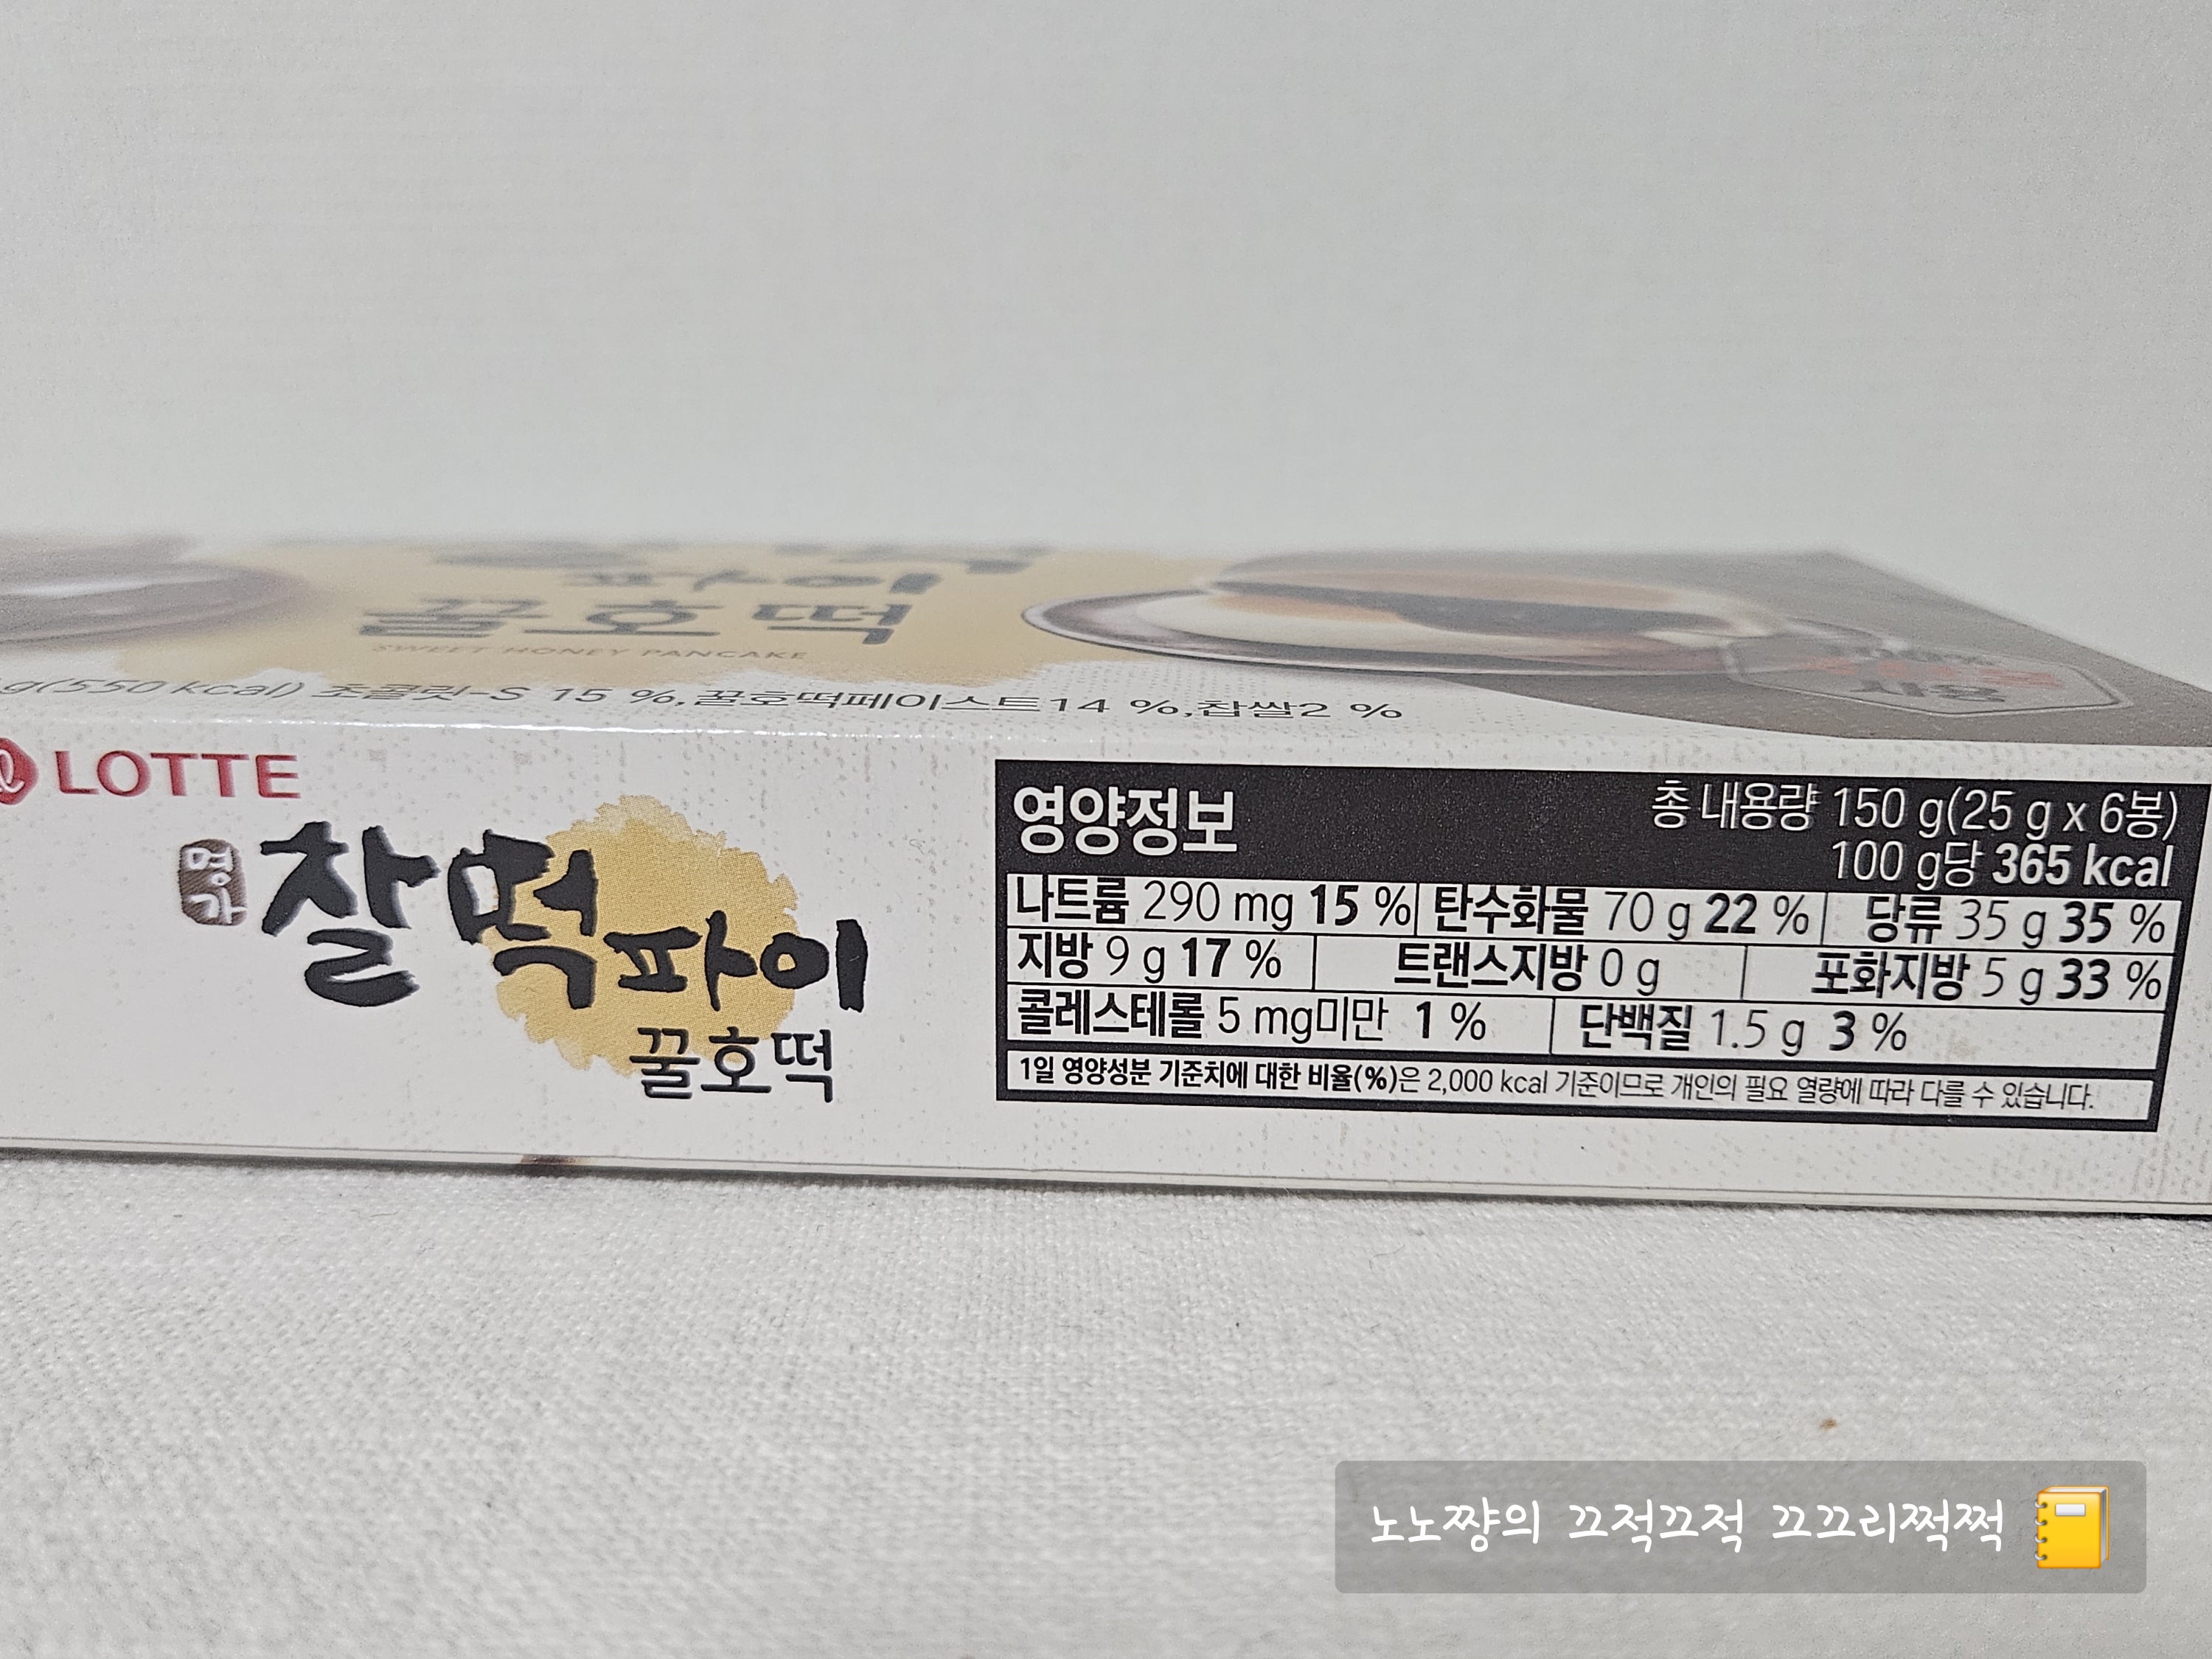 파이
꿀호떡
SWEET HONEY PANCAKE
g(550 kcal) 초콜릿-S 15 %,꿀호떡페이스트14 %,찹쌀2 %
사용
LOTTE
명가 찰떡파이
꿀호떡
영양정보
총 내용량 150 g(25 g x 6봉)
100 g당 365 kcal
나트륨 290 mg 15 % 탄수화물 70 g 22 % 당류 35 g 35 %
지방 9 g 17 % 트랜스지방 0 g 포화지방 5 g 33 %
콜레스테롤 5 mg미만 1 % 단백질 1.5 g 3 %
1일 영양성분 기준치에 대한 비율(%)은 2,000 kcal 기준이므로 개인의 필요 열량에 따라 다를 수 있습니다.
노노쨩의 끄적끄적 끄끄리쩍쩍